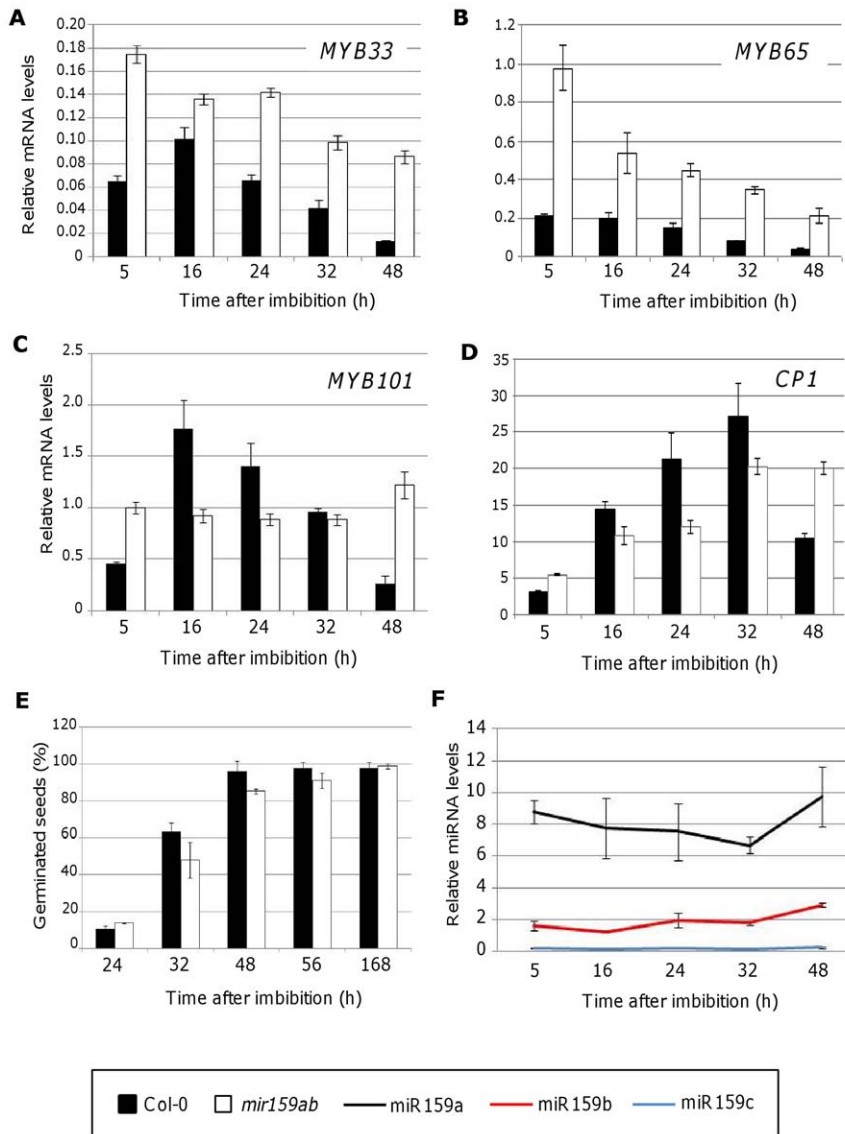 A
MYB33
Relative mRNA levels
0.20
0.18
0.16
0.14
0.12
0.10
0.08
0.06
0.04
0.02
0
5 16 24 32 48
Time after imbibition (h)
B
MYB65
1.2
1.0
0.8
0.6
0.4
0.2
0
5 16 24 32 48
Time after imbibition (h)
C
MYB101
Relative mRNA levels
2.5
2.0
1.5
1.0
0.5
0
5 16 24 32 48
Time after imbibition (h)
D
CP1
35
30
25
20
15
10
5
0
5 16 24 32 48
Time after imbibition (h)
E
Germinated seeds (%)
120
100
80
60
40
20
0
24 32 48 56 168
Time after imbibition (h)
F
Relative miRNA levels
14
12
10
8
6
4
2
0
5 16 24 32 48
Time after imbibition (h)
Col-0 mir159ab miR159a miR159b miR159c